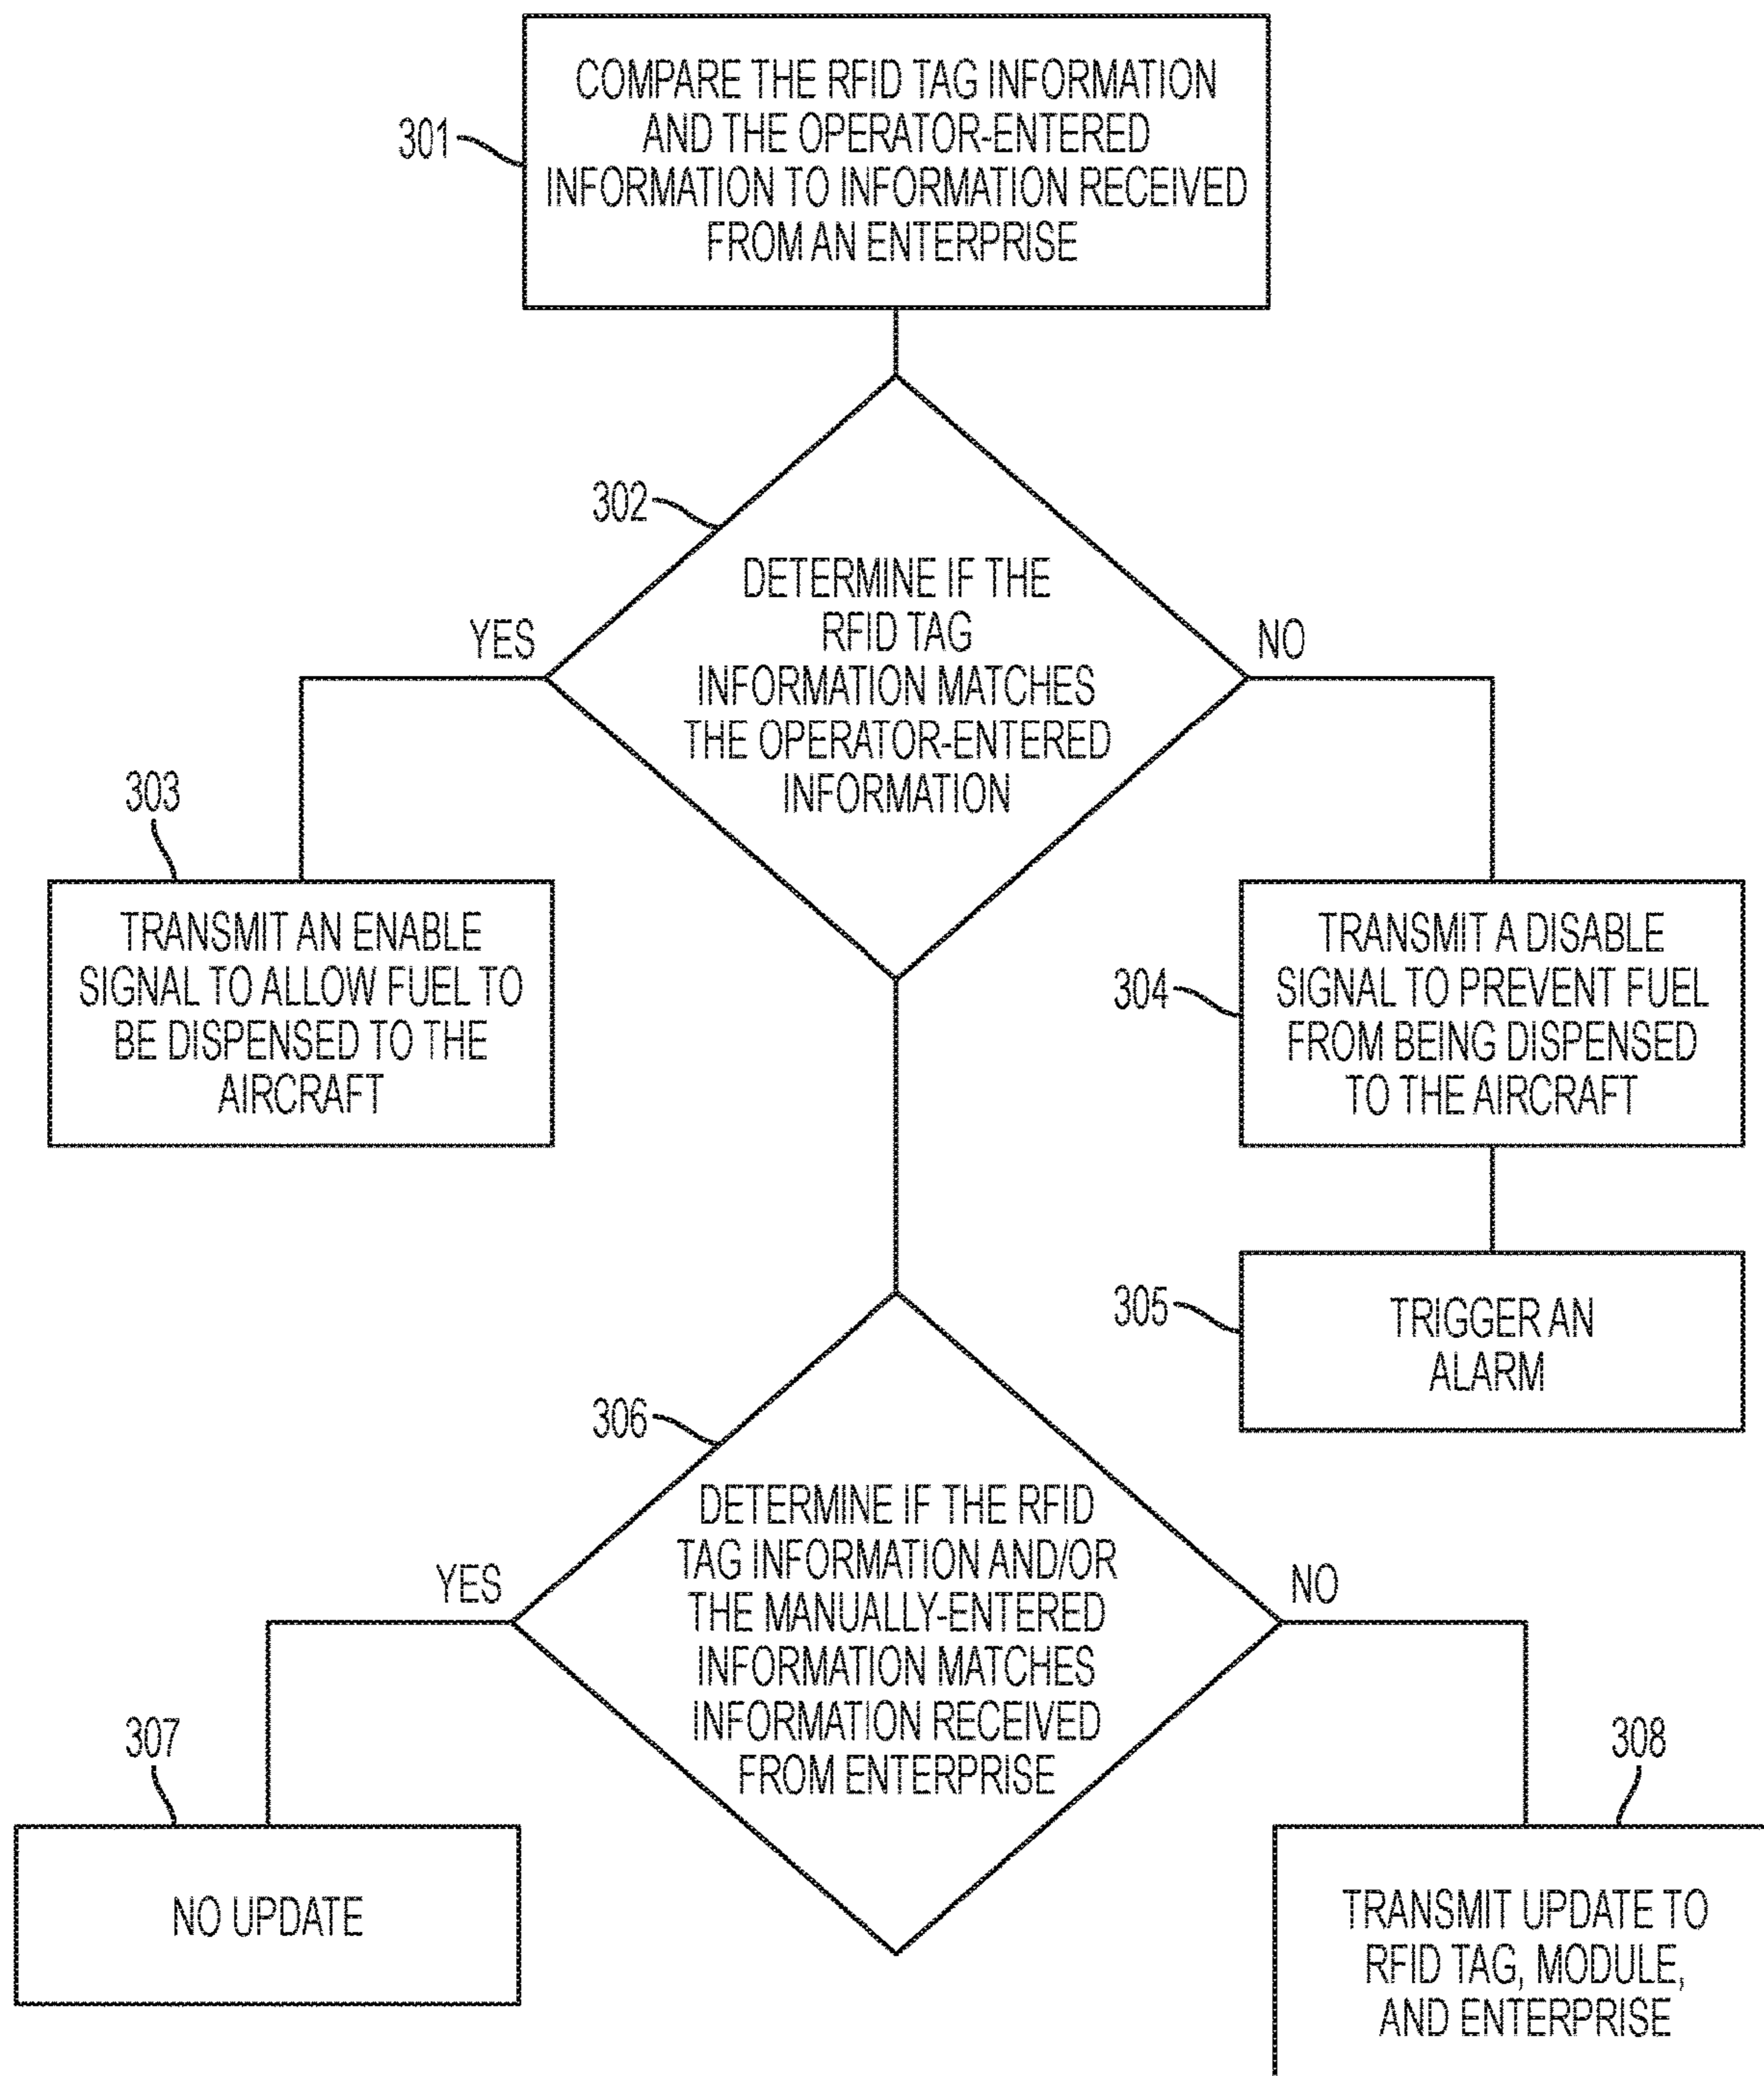 COMPARE THE RFID TAG INFORMATION
AND THE OPERATOR-ENTERED
INFORMATION TO INFORMATION RECEIVED
FROM AN ENTERPRISE
301
302
DETERMINE IF THE
RFID TAG
INFORMATION MATCHES
THE OPERATOR-ENTERED
INFORMATION
YES
NO
303
TRANSMIT AN ENABLE
SIGNAL TO ALLOW FUEL TO
BE DISPENSED TO THE
AIRCRAFT
304
TRANSMIT A DISABLE
SIGNAL TO PREVENT FUEL
FROM BEING DISPENSED
TO THE AIRCRAFT
305
TRIGGER AN
ALARM
306
DETERMINE IF THE RFID
TAG INFORMATION AND/OR
THE MANUALLY-ENTERED
INFORMATION MATCHES
INFORMATION RECEIVED
FROM ENTERPRISE
YES
NO
307
NO UPDATE
308
TRANSMIT UPDATE TO
RFID TAG, MODULE,
AND ENTERPRISE